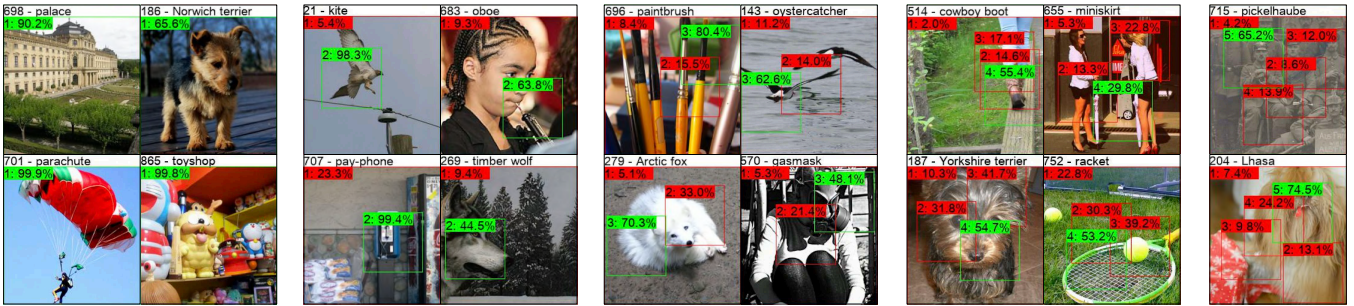 698 - palace
1: 90.2%
186 - Norwich terrier
1: 65.6%
701 - parachute
1: 99.9%
865 - toyshop
1: 99.8%
21 - kite
1: 5.4%
2: 98.3%
683 - oboe
1: 9.3%
2: 63.8%
707 - pay-phone
1: 23.3%
2: 99.4%
269 - timber wolf
1: 9.4%
2: 44.5%
696 - paintbrush
1: 8.4%
3: 80.4%
2: 15.5%
143 - oystercatcher
1: 11.2%
2: 14.0%
3: 62.6%
279 - Arctic fox
1: 5.1%
2: 33.0%
3: 70.3%
570 - gasmask
1: 5.3%
3: 48.1%
2: 21.4%
514 - cowboy boot
1: 2.0%
3: 17.1%
2: 14.6%
4: 55.4%
655 - miniskirt
1: 5.3%
3: 22.8%
2: 13.3%
4: 29.8%
187 - Yorkshire terrier
1: 10.3%
3: 41.7%
2: 31.8%
4: 54.7%
752 - racket
1: 22.8%
2: 30.3%
3: 39.2%
4: 53.2%
715 - pickelhaube
1: 4.2%
5: 65.2%
3: 12.0%
2: 8.6%
4: 13.9%
204 - Lhasa
1: 7.4%
5: 74.5%
4: 24.2%
3: 9.8%
2: 13.1%